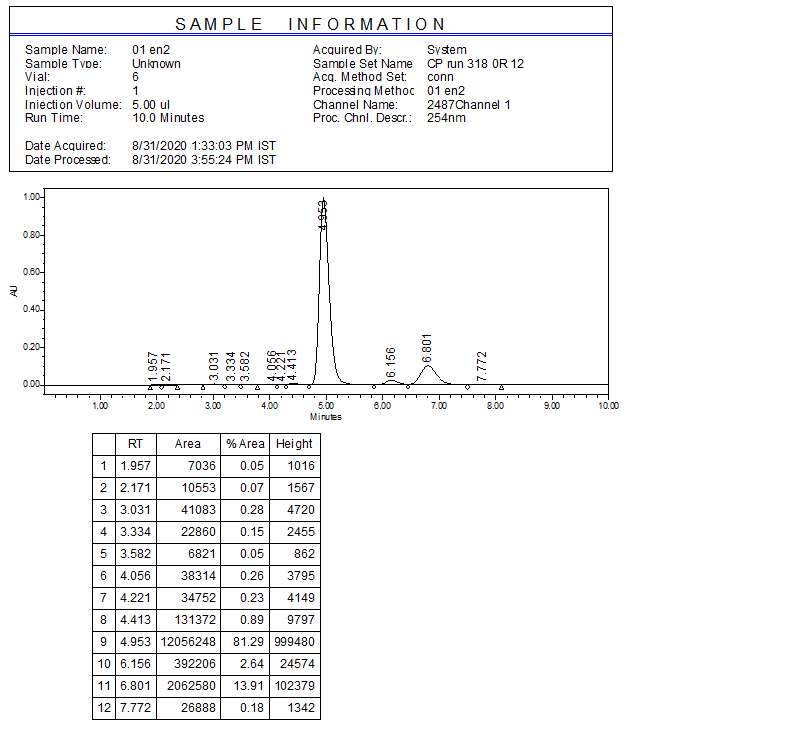 SAMPLE INFORMATION
Sample Name: 01 en2 Acquired By: System
Sample Type: Unknown Sample Set Name CP run 318 0R 12
Vial: 6 Acq. Method Set: conn
Injection #: 1 Processing Method 01 en2
Injection Volume: 5.00 ul Channel Name: 2487Channel 1
Run Time: 10.0 Minutes Proc. Chnl. Descr.: 254nm
Date Acquired: 8/31/2020 1:33:03 PM IST
Date Processed: 8/31/2020 3:55:24 PM IST
1.00
0.80
0.60
0.40
0.20
0.00
AU
1.957
2.171
3.031
3.334
3.582
4.056
4.221
4.413
4.953
6.156
6.801
7.772
1.00 2.00 3.00 4.00 5.00 6.00 7.00 8.00 9.00 10.00
Minutes
RT Area % Area Height
1 1.957 7036 0.05 1016
2 2.171 10553 0.07 1567
3 3.031 41083 0.28 4720
4 3.334 22860 0.15 2455
5 3.582 6821 0.05 862
6 4.056 38314 0.26 3795
7 4.221 34752 0.23 4149
8 4.413 131372 0.89 9797
9 4.953 12056248 81.29 999480
10 6.156 392206 2.64 24574
11 6.801 2062580 13.91 102379
12 7.772 26888 0.18 1342